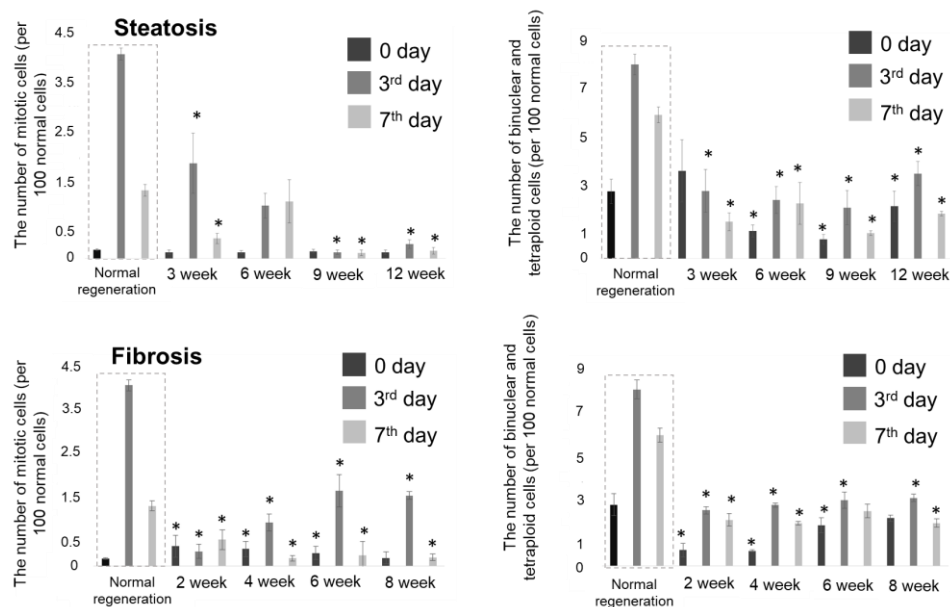 Steatosis
The number of mitotic cells (per
100 normal cells)
4.5
3.5
2.5
1.5
0.5
0
0 day
3rd day
7th day
*
*
*
*
*
*
Normal
regeneration
3 week
6 week
9 week
12 week
The number of binuclear and
tetraploid cells (per 100 normal cells)
9
7
5
3
1
0
0 day
3rd day
7th day
*
*
*
*
*
*
*
*
*
*
*
Normal
regeneration
3 week
6 week
9 week
12 week
Fibrosis
The number of mitotic cells (per
100 normal cells)
4.5
3.5
2.5
1.5
0.5
0
0 day
3rd day
7th day
*
*
*
*
*
*
*
*
*
*
*
Normal
regeneration
2 week
4 week
6 week
8 week
The number of binuclear and
tetraploid cells (per 100 normal cells)
9
7
5
3
1
0
0 day
3rd day
7th day
*
*
*
*
*
*
*
*
*
*
Normal
regeneration
2 week
4 week
6 week
8 week